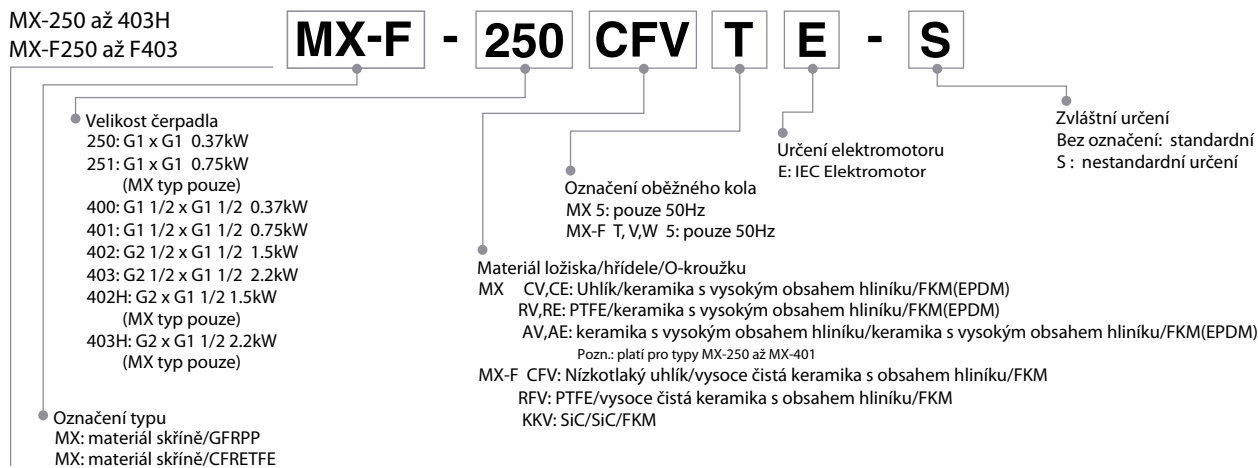 MX-250 až 403H
MX-F250 až F403
MX-F - 250 CFV T E - S
Velikost čerpadla
250: G1 x G1 0.37kW
251: G1 x G1 0.75kW
(MX typ pouze)
400: G1 1/2 x G1 1/2 0.37kW
401: G1 1/2 x G1 1/2 0.75kW
402: G2 1/2 x G1 1/2 1.5kW
403: G2 1/2 x G1 1/2 2.2kW
402H: G2 x G1 1/2 1.5kW
(MX typ pouze)
403H: G2 x G1 1/2 2.2kW
(MX typ pouze)
Označení typu
MX: materiál skříně/GFRPP
MX: materiál skříně/CFRETFE
Materiál ložiska/hřídele/O-kroužku
MX CV,CE: Uhlík/keramika s vysokým obsahem hliníku/FKM(EPDM)
RV,RE: PTFE/keramika s vysokým obsahem hliníku/FKM(EPDM)
AV,AE: keramika s vysokým obsahem hliníku/keramika s vysokým obsahem hliníku/FKM(EPDM)
Pozn.: platí pro typy MX-250 až MX-401
MX-F CFV: Nízkotlaký uhlík/vysoce čistá keramika s obsahem hliníku/FKM
RFV: PTFE/vysoce čistá keramika s obsahem hliníku/FKM
KKV: SiC/SiC/FKM
Označení oběžného kola
MX 5: pouze 50Hz
MX-F T, V,W 5: pouze 50Hz
Určení elektromotoru
E: IEC Elektromotor
Zvláštní určení
Bez označení: standardní
S : nestandardní určení